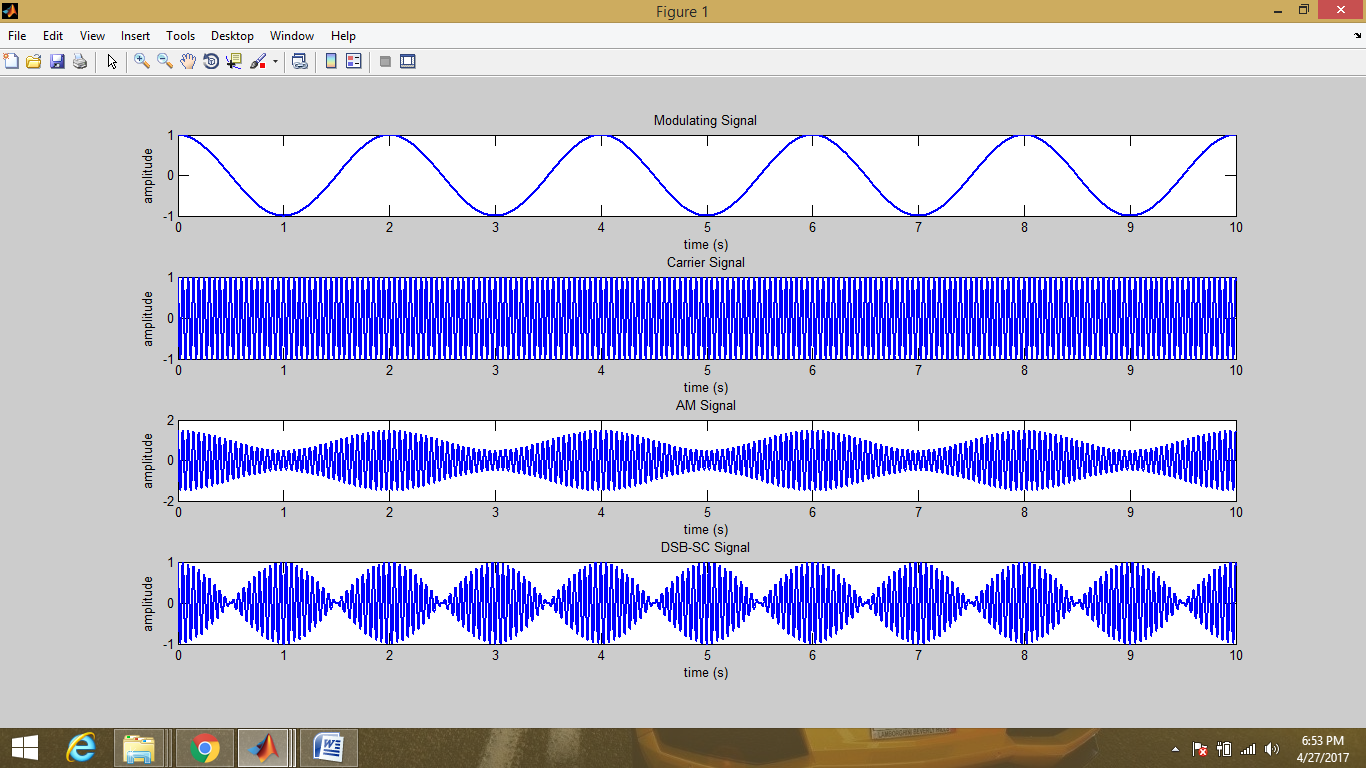 Figure 1
File Edit View Insert Tools Desktop Window Help
Modulating Signal
amplitude
1
0
-1
0 1 2 3 4 5 6 7 8 9 10
time (s)
Carrier Signal
amplitude
1
0
-1
0 1 2 3 4 5 6 7 8 9 10
time (s)
AM Signal
amplitude
2
0
-2
0 1 2 3 4 5 6 7 8 9 10
time (s)
DSB-SC Signal
amplitude
1
0
-1
0 1 2 3 4 5 6 7 8 9 10
time (s)
6:53 PM
4/27/2017